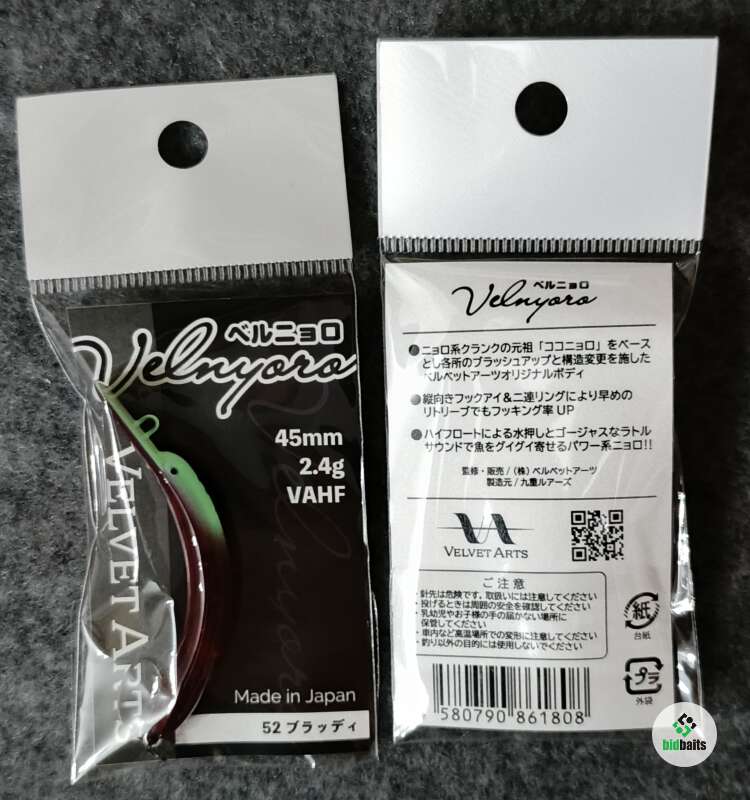 ベルニョロ
Velnyoro
45mm
2.4g
VAHF
VELVET ARTS
Made in Japan
52 ブラッディ
ベルニョロ
Velnyoro
●ニョロ系クランクの元祖「ココニョロ」をベース
とし各所のブラッシュアップと構造変更を施した
ベルベットアーツオリジナルボディ
●縦向きフックアイ＆二連リングにより早めの
リトリーブでもフッキング率 UP
●ハイフロートによる水押しとゴージャスなラトル
サウンドで魚をグイグイ寄せるパワー系ニョロ!!
監修・販売/(株) ベルベットアーツ
製造元/九重ルアーズ
VA
VELVET ARTS
ご注意
・針先は危険です。取扱いには注意してください
・投げるときは周囲の安全を確認してください
・乳幼児やお子様の手の届かない場所に
保管してください
・車内など高温場所での変形に注意してください
・釣り以外の目的には使用しないでください
紙
台紙
プラ
外袋
580790 861808
bidbaits